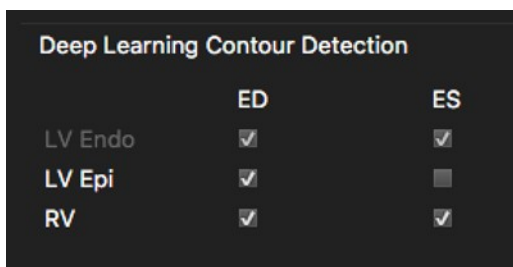 Deep Learning Contour Detection
ED ES
LV Endo
LV Epi
RV